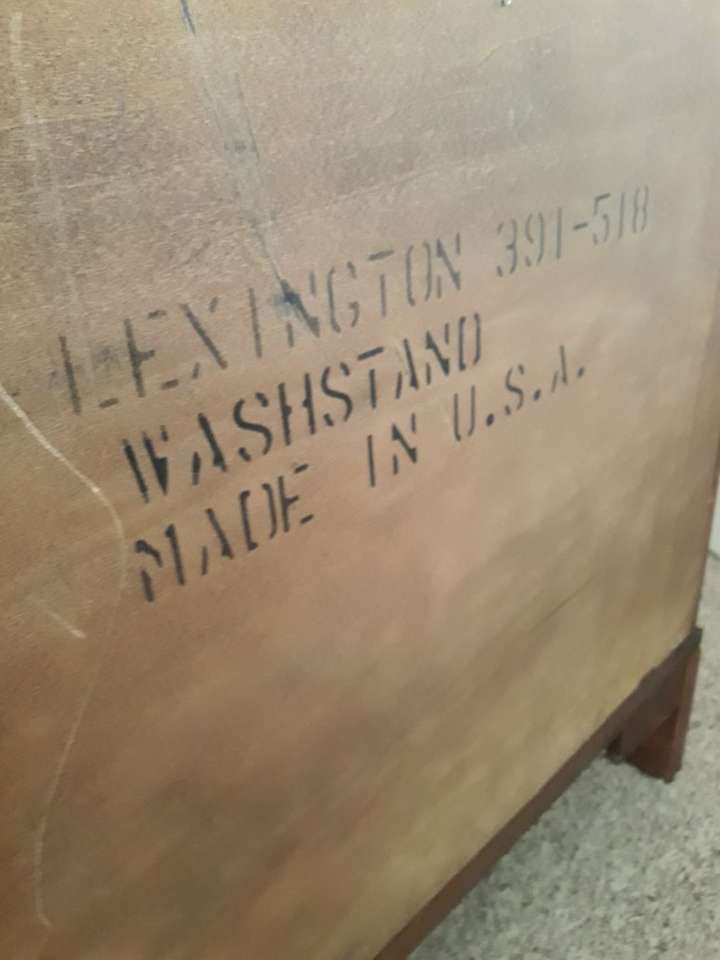 LEXINGTON 391-518
WASHSTAND
MADE IN U.S.A.